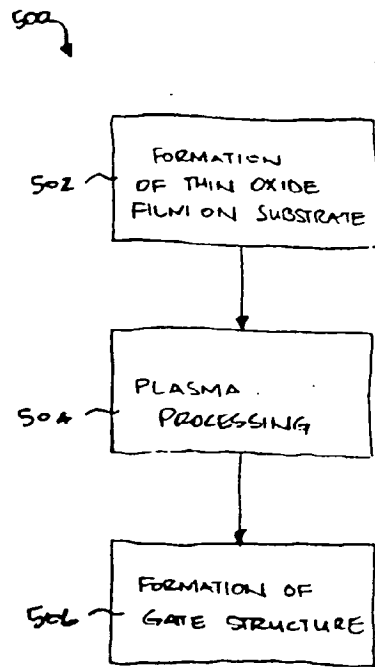 500
FORMATION
502
OF THIN OXIDE
FILM ON SUBSTRATE
PLASMA
504
PROCESSING
FORMATION OF
506
GATE STRUCTURE